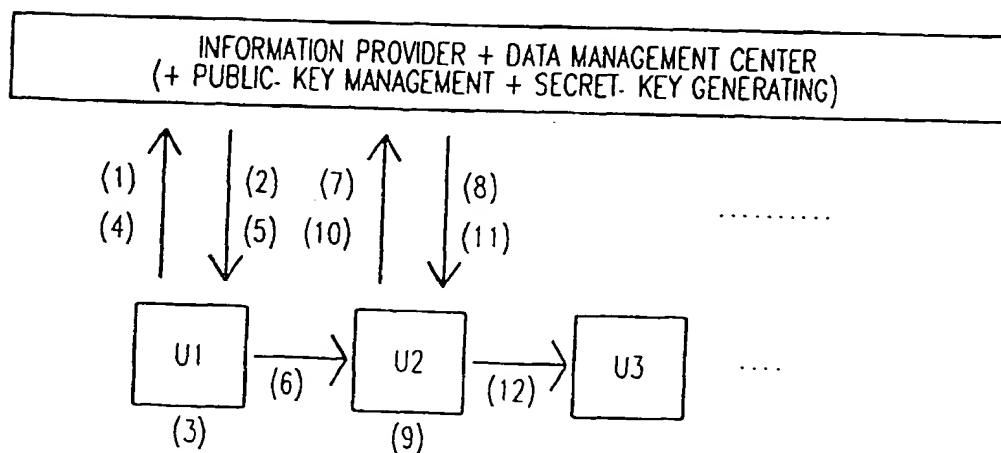 INFORMATION PROVIDER + DATA MANAGEMENT CENTER
(+ PUBLIC- KEY MANAGEMENT + SECRET- KEY GENERATING)
(1) (2) (7) (8)
(4) (5) (10) (11)
..........
U1 U2 U3 ....
(6) (12)
(3) (9)